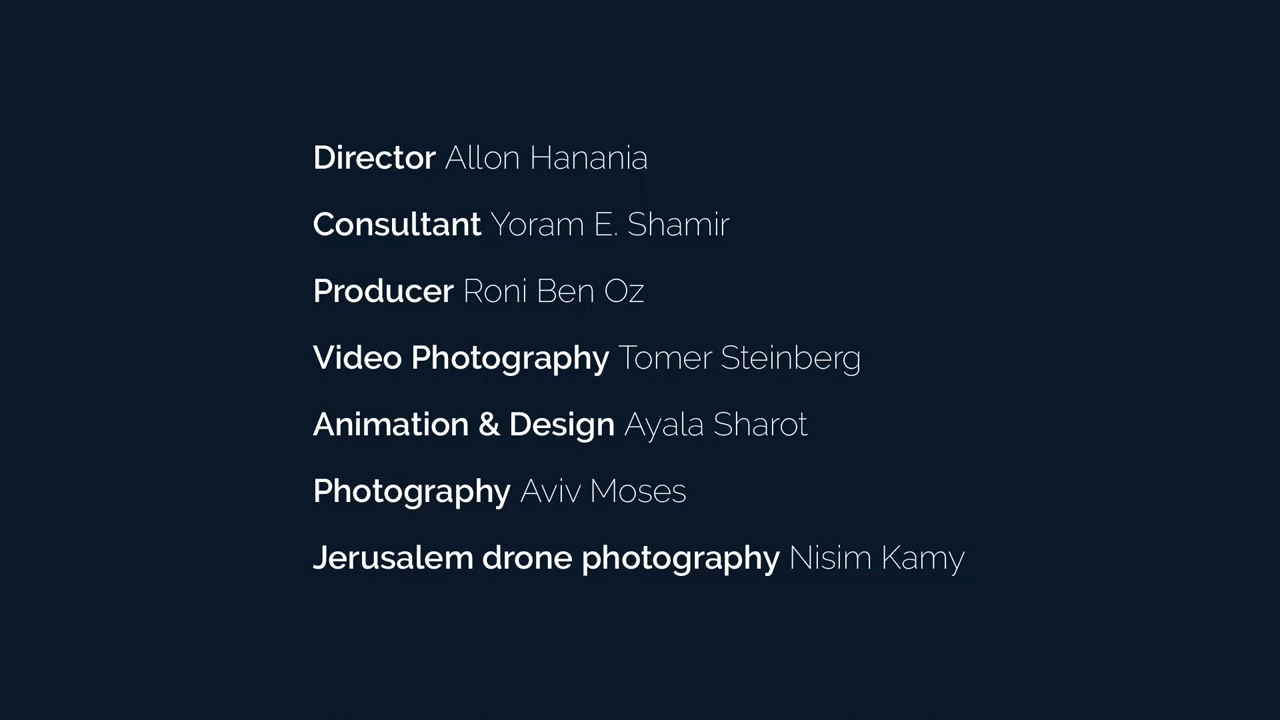 Director Allon Hanania
Consultant Yoram E. Shamir
Producer Roni Ben Oz
Video Photography Tomer Steinberg
Animation & Design Ayala Sharot
Photography Aviv Moses
Jerusalem drone photography Nisim Kamy